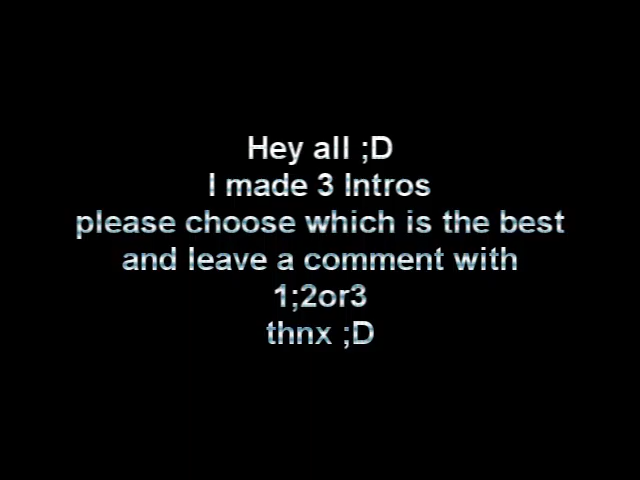 Hey all ;D
I made 3 Intros
please choose which is the best
and leave a comment with
1;2or3
thnx ;D